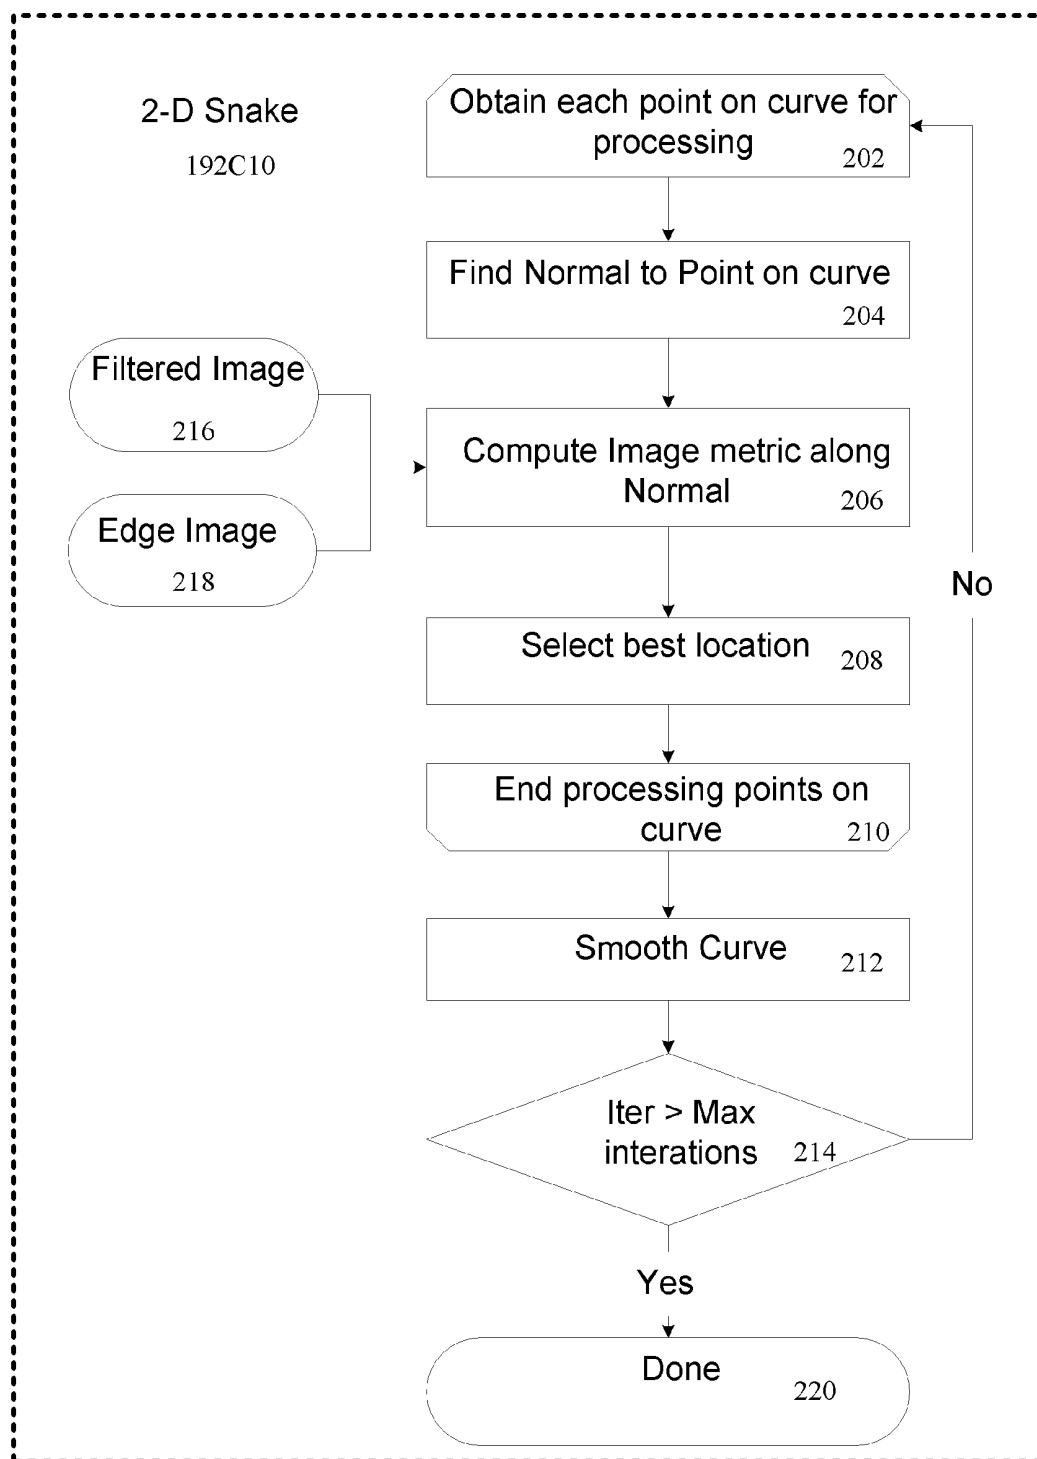 2-D Snake
192C10
Obtain each point on curve for
processing
202
Find Normal to Point on curve
204
Filtered Image
216
Compute Image metric along
Normal
206
Edge Image
218
No
Select best location
208
End processing points on
curve
210
Smooth Curve
212
Iter > Max
interations
214
Yes
Done
220